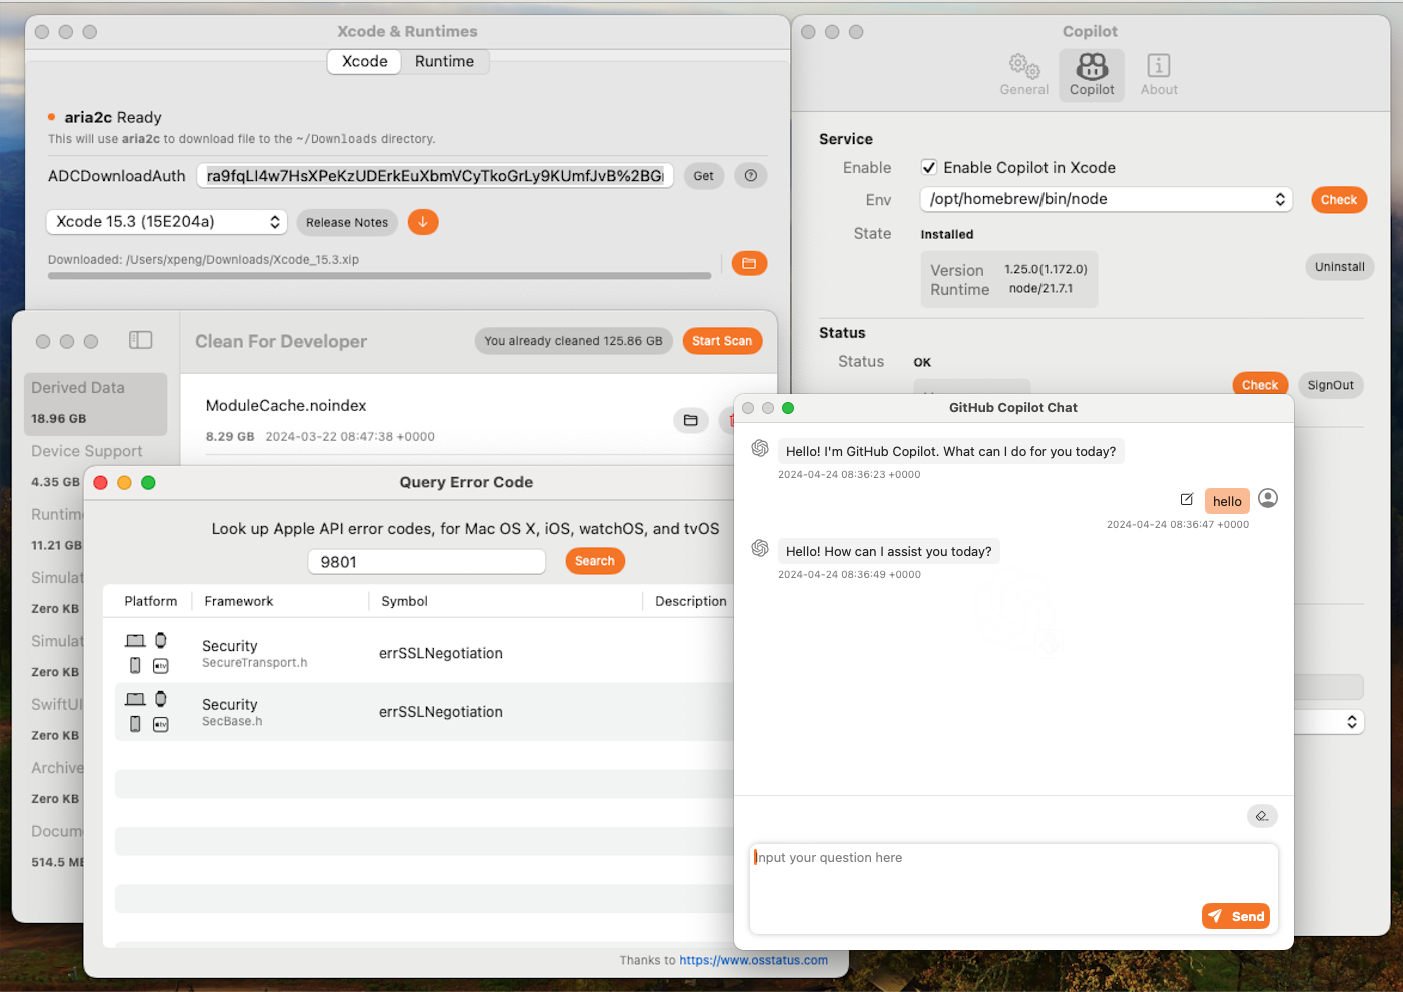 Xcode & Runtimes
Xcode Runtime
aria2c Ready
This will use aria2c to download file to the ~/Downloads directory.
ADCDownloadAuth ra9fqLI4w7HsXPeKzUDErkEuXbmVCyTkoGrLy9KUmfJvB%2BG Get
Xcode 15.3 (15E204a) Release Notes
Downloaded: /Users/xpeng/Downloads/Xcode_15.3.xip
Copilot
General Copilot About
Service
Enable Enable Copilot in Xcode
Env /opt/homebrew/bin/node Check
State Installed
Version 1.25.0(1.172.0)
Runtime node/21.7.1
Uninstall
Status
Status OK
Check SignOut
Clean For Developer You already cleaned 125.86 GB Start Scan
Derived Data
18.96 GB
Device Support
4.35 GB
Runtim
11.21 GB
Simulat
Zero KB
Simulat
Zero KB
SwiftUI
Zero KB
Archive
Zero KB
Docum
514.5 MB
ModuleCache.noindex
8.29 GB 2024-03-22 08:47:38 +0000
Query Error Code
Look up Apple API error codes, for Mac OS X, iOS, watchOS, and tvOS
9801 Search
Platform Framework Symbol Description
tv
Security
SecureTransport.h
errSSLNegotiation
tv
Security
SecBase.h
errSSLNegotiation
Thanks to https://www.osstatus.com
GitHub Copilot Chat
Hello! I'm GitHub Copilot. What can I do for you today?
2024-04-24 08:36:23 +0000
hello
2024-04-24 08:36:47 +0000
Hello! How can I assist you today?
2024-04-24 08:36:49 +0000
Input your question here
Send